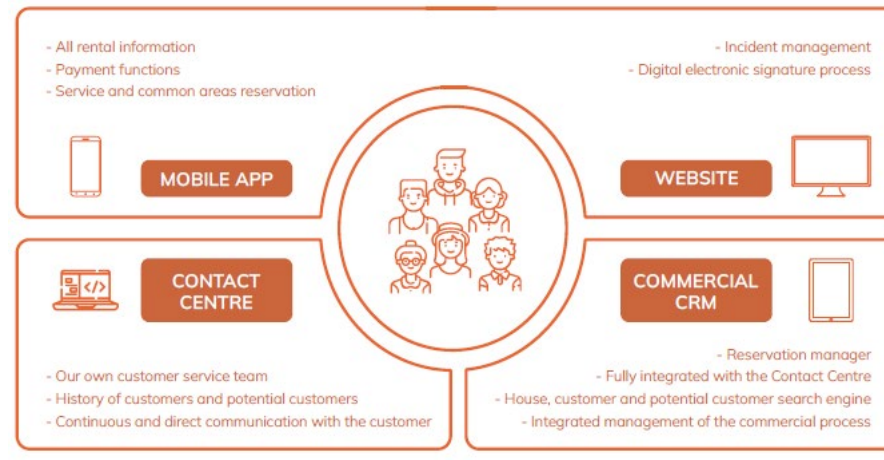 - All rental information
- Payment functions
- Service and common areas reservation
MOBILE APP
- Incident management
- Digital electronic signature process
WEBSITE
CONTACT
CENTRE
- Our own customer service team
- History of customers and potential customers
- Continuous and direct communication with the customer
COMMERCIAL
CRM
- Reservation manager
- Fully integrated with the Contact Centre
- House, customer and potential customer search engine
- Integrated management of the commercial process